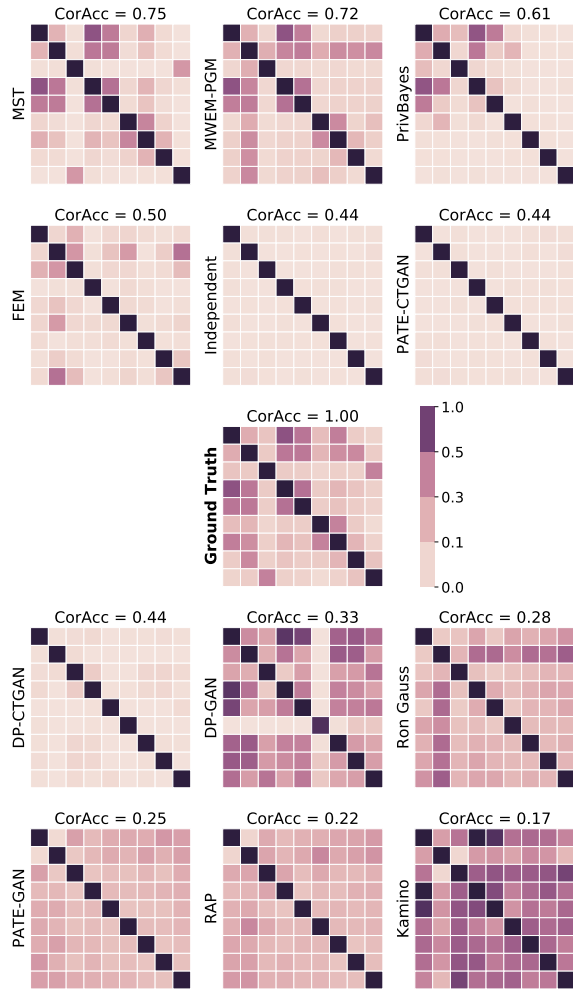 CorAcc = 0.75
MST
CorAcc = 0.72
MWEM-PGM
CorAcc = 0.61
PrivBayes
CorAcc = 0.50
FEM
CorAcc = 0.44
Independent
CorAcc = 0.44
PATE-CTGAN
CorAcc = 1.00
Ground Truth
1.0
0.5
0.3
0.1
0.0
CorAcc = 0.44
DP-CTGAN
CorAcc = 0.33
DP-GAN
CorAcc = 0.28
Ron Gauss
CorAcc = 0.25
PATE-GAN
CorAcc = 0.22
RAP
CorAcc = 0.17
Kamino